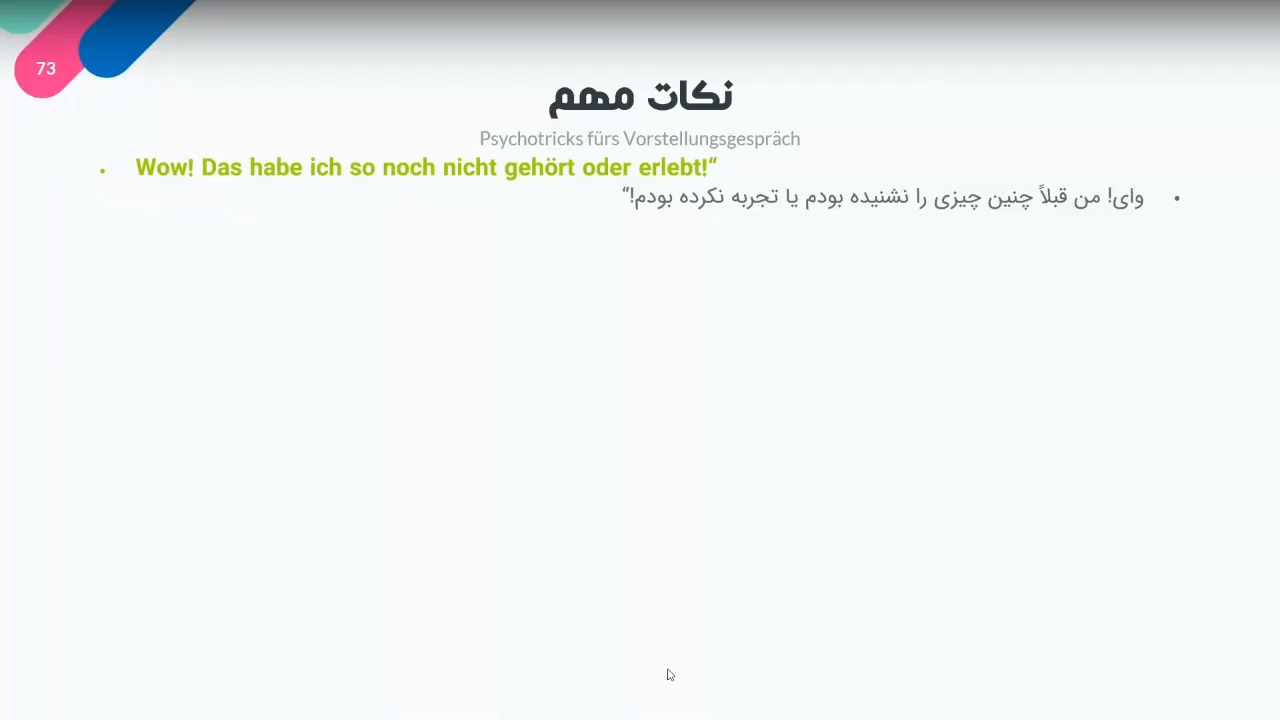 73
نکات مهم
Psychotricks fürs Vorstellungsgespräch
• Wow! Das habe ich so noch nicht gehört oder erlebt!“
• وای! من قبلاً چنین چیزی را نشنیده بودم یا تجربه نکرده بودم!“